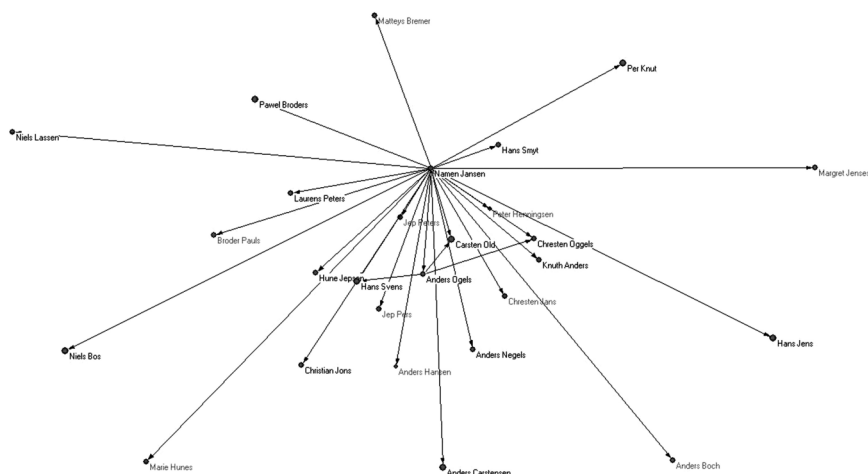 Matteys Bremer
Per Knut
Pawel Broders
Niels Lassen
Hans Smyt
Namen Jansen
Margret Jenses
Laurens Peters
Peter Henningsen
Jep Peters
Broder Pauls
Carsten Old
Chresten Oggels
Knuth Anders
Hune Jepsen
Hans Svens
Anders Ogels
Chresten Jans
Jep Pers
Hans Jens
Niels Bos
Anders Negels
Christian Jons
Anders Hansen
Marie Hunes
Anders Boch
Anders Carstensen